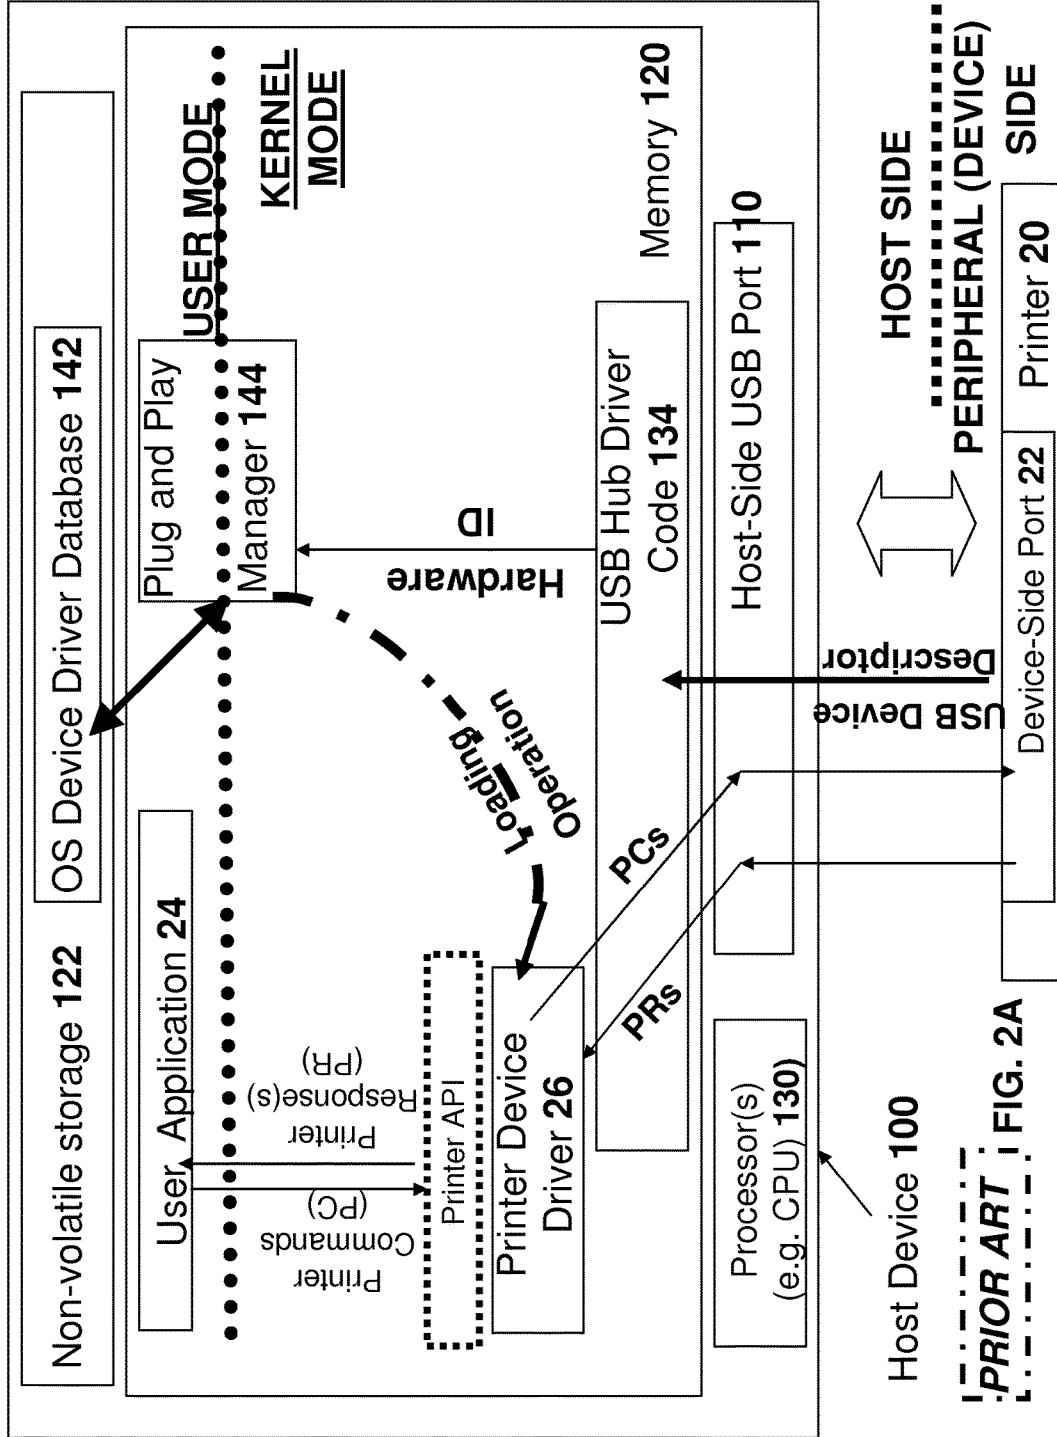 Non-volatile storage 122
OS Device Driver Database 142
User Application 24
Plug and Play
Manager 144
USER MODE
KERNEL
MODE
Printer
Commands
(PC)
Printer
Response(s)
(PR)
Printer API
Printer Device
Driver 26
Loading
Operation
Hardware
ID
Memory 120
USB Hub Driver
Code 134
PRs
PCs
Processor(s)
(e.g. CPU) 130)
Host-Side USB Port 110
USB Device
Descriptor
Host Device 100
HOST SIDE
PERIPHERAL (DEVICE)
SIDE
Device-Side Port 22
Printer 20
PRIOR ART
FIG. 2A